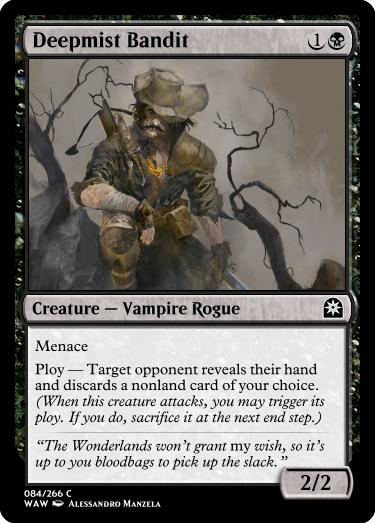 Deepmist Bandit 1
Creature — Vampire Rogue
Menace
Ploy — Target opponent reveals their hand
and discards a nonland card of your choice.
(When this creature attacks, you may trigger its
ploy. If you do, sacrifice it at the next end step.)
“The Wonderlands won’t grant my wish, so it’s
up to you bloodbags to pick up the slack.”
2/2
084/266 C
WAW Alessandro Manzela